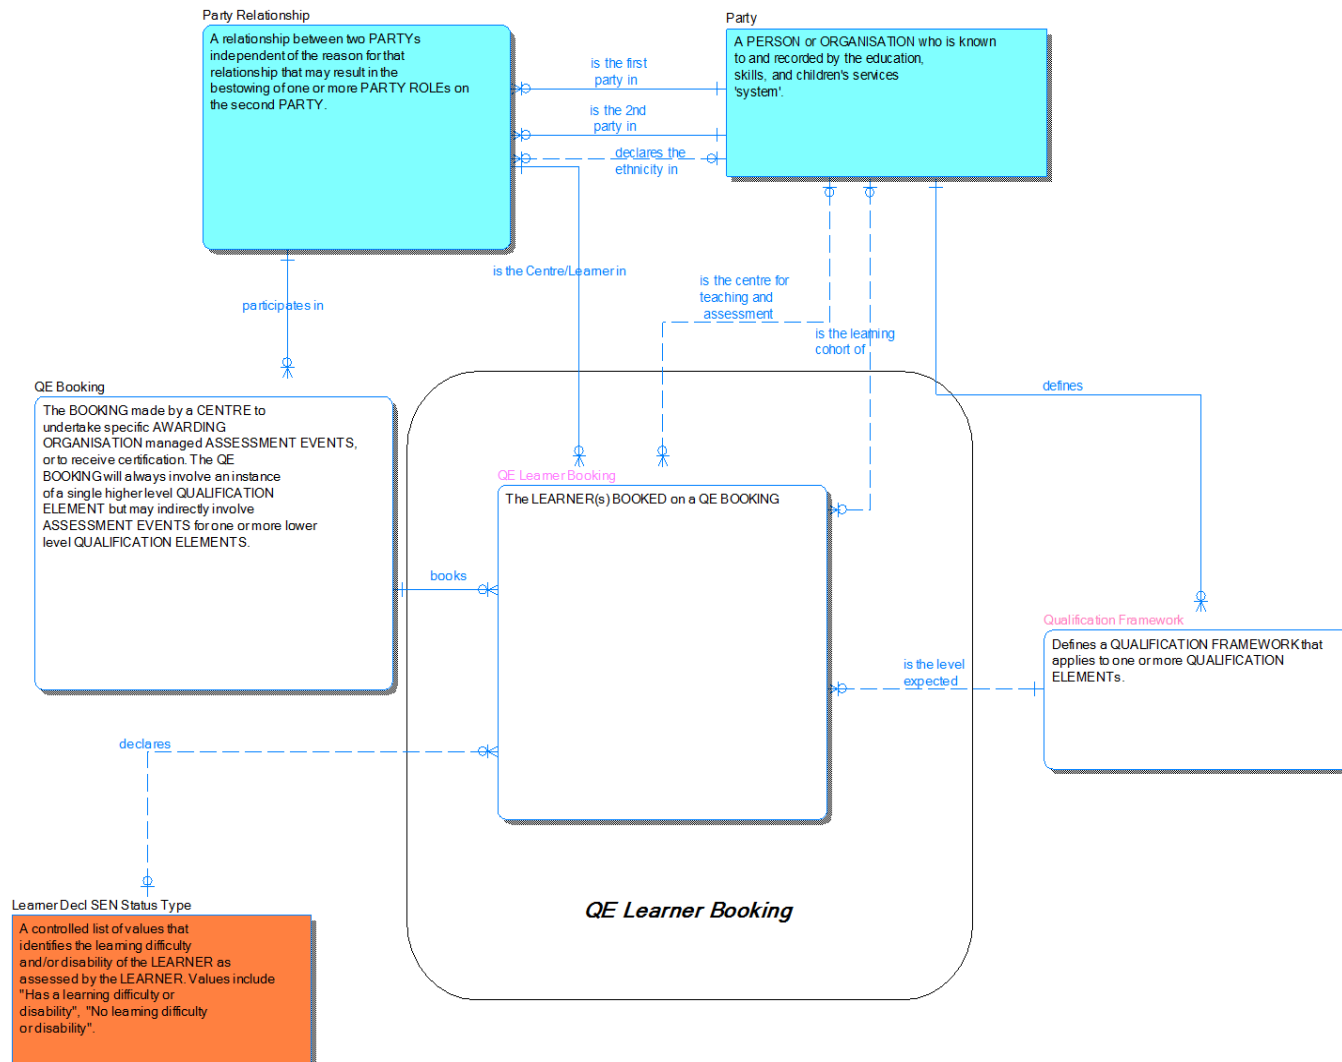 Party Relationship
A relationship between two PARTYs
independent of the reason for that
relationship that may result in the
bestowing of one or more PARTY ROLEs on
the second PARTY.
Party
A PERSON or ORGANISATION who is known
to and recorded by the education,
skills, and children's services
'system'.
is the first
party in
is the 2nd
party in
declares the
ethnicity in
is the Centre/Learner in
is the centre for
teaching and
assessment
is the learning
cohort of
participates in
defines
QE Booking
The BOOKING made by a CENTRE to
undertake specific AWARDING
ORGANISATION managed ASSESSMENT EVENTS,
or to receive certification. The QE
BOOKING will always involve an instance
of a single higher level QUALIFICATION
ELEMENT but may indirectly involve
ASSESSMENT EVENTS for one or more lower
level QUALIFICATION ELEMENTS.
QE Learner Booking
The LEARNER(s) BOOKED on a QE BOOKING
books
Qualification Framework
Defines a QUALIFICATION FRAMEWORK that
applies to one or more QUALIFICATION
ELEMENTs.
is the level
expected
declares
Learner Decl SEN Status Type
A controlled list of values that
identifies the learning difficulty
and/or disability of the LEARNER as
assessed by the LEARNER. Values include
"Has a learning difficulty or
disability", "No learning difficulty
or disability".
QE Learner Booking